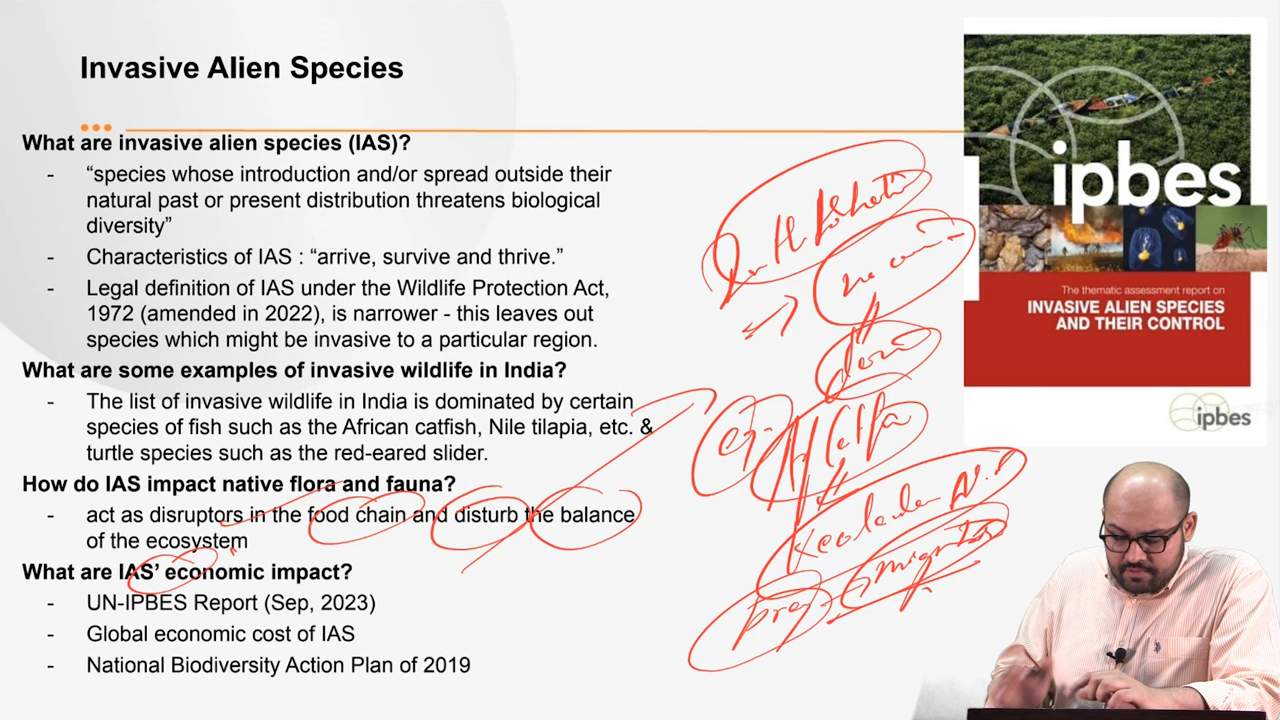 Invasive Alien Species
What are invasive alien species (IAS)?
- “species whose introduction and/or spread outside their
natural past or present distribution threatens biological
diversity”
- Characteristics of IAS : “arrive, survive and thrive.”
- Legal definition of IAS under the Wildlife Protection Act,
1972 (amended in 2022), is narrower - this leaves out
species which might be invasive to a particular region.
What are some examples of invasive wildlife in India?
- The list of invasive wildlife in India is dominated by certain
species of fish such as the African catfish, Nile tilapia, etc. &
turtle species such as the red-eared slider.
How do IAS impact native flora and fauna?
- act as disruptors in the food chain and disturb the balance
of the ecosystem
What are IAS’ economic impact?
- UN-IPBES Report (Sep, 2023)
- Global economic cost of IAS
- National Biodiversity Action Plan of 2019
ipbes
The thematic assessment report on
INVASIVE ALIEN SPECIES
AND THEIR CONTROL
ipbes